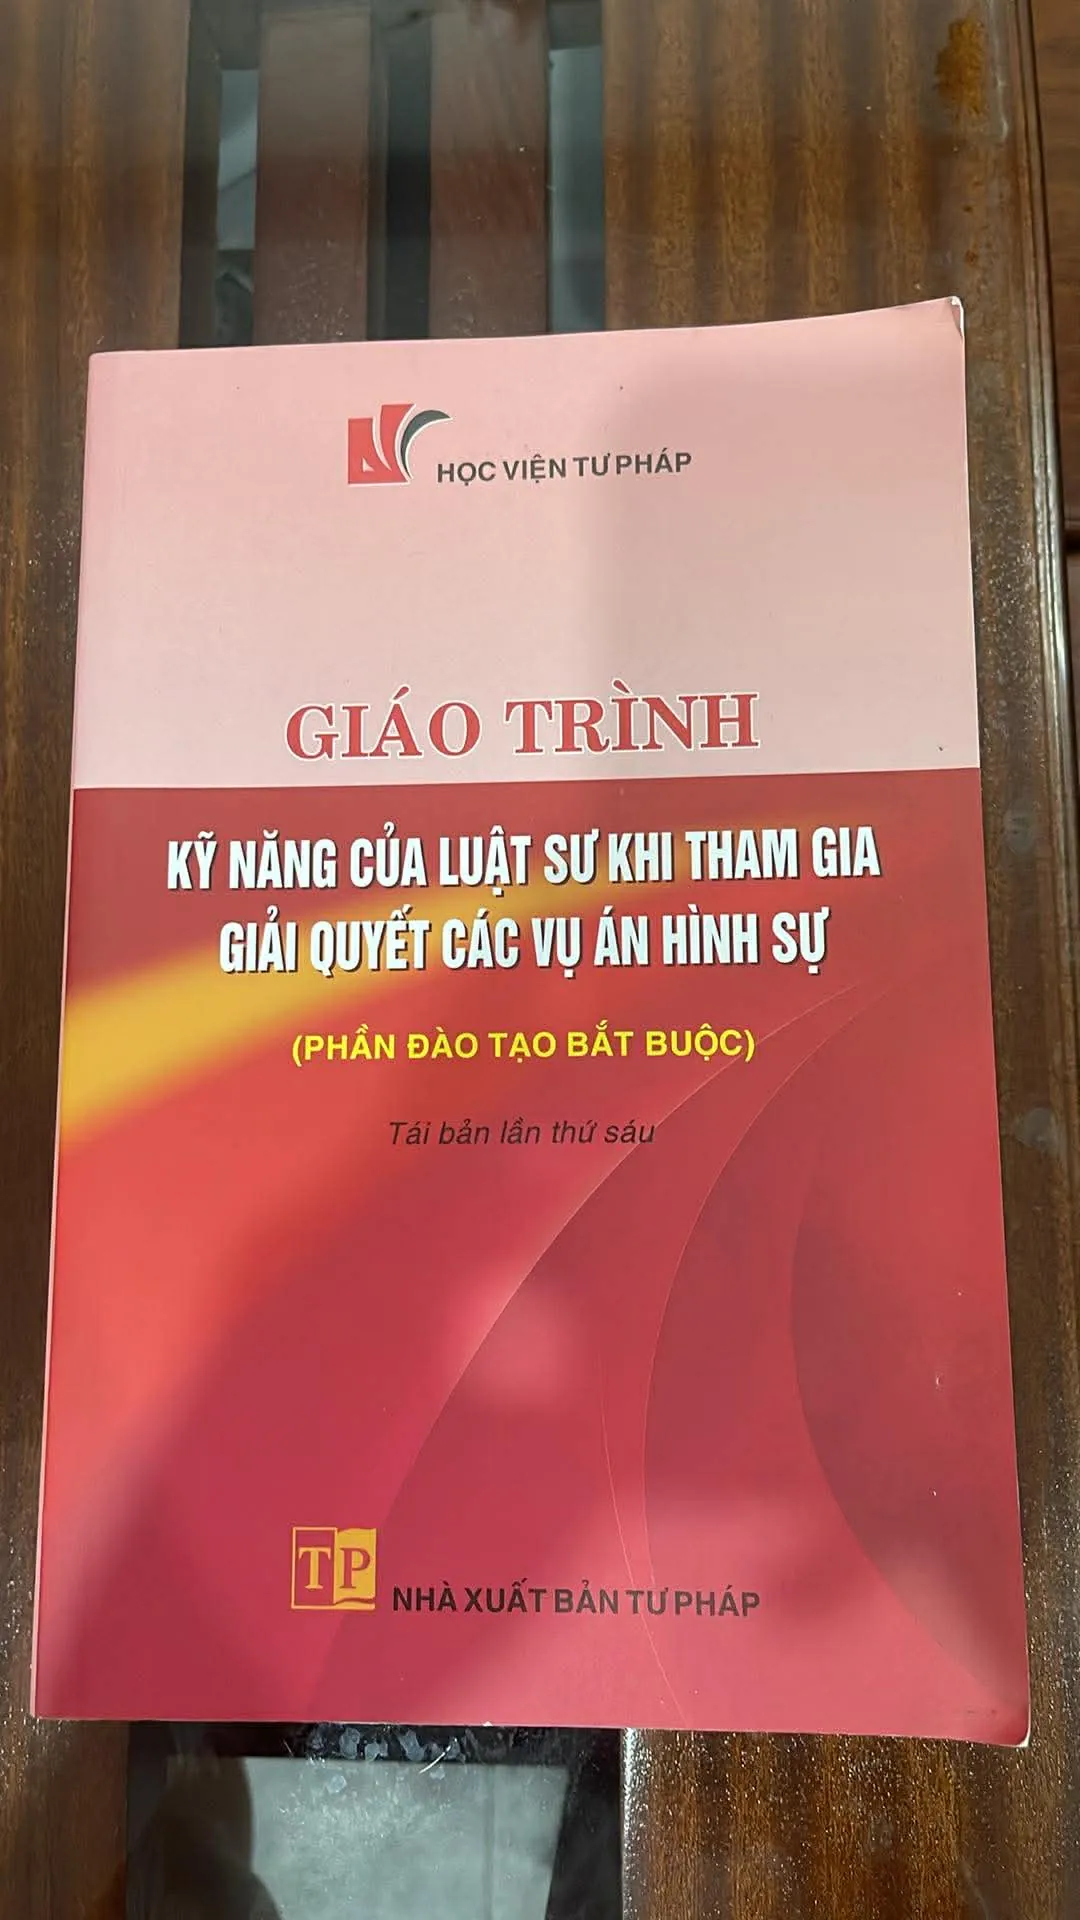 HỌC VIỆN TƯ PHÁP
GIÁO TRÌNH
KỸ NĂNG CỦA LUẬT SƯ KHI THAM GIA
GIẢI QUYẾT CÁC VỤ ÁN HÌNH SỰ
(PHẦN ĐÀO TẠO BẮT BUỘC)
Tái bản lần thứ sáu
TP
NHÀ XUẤT BẢN TƯ PHÁP